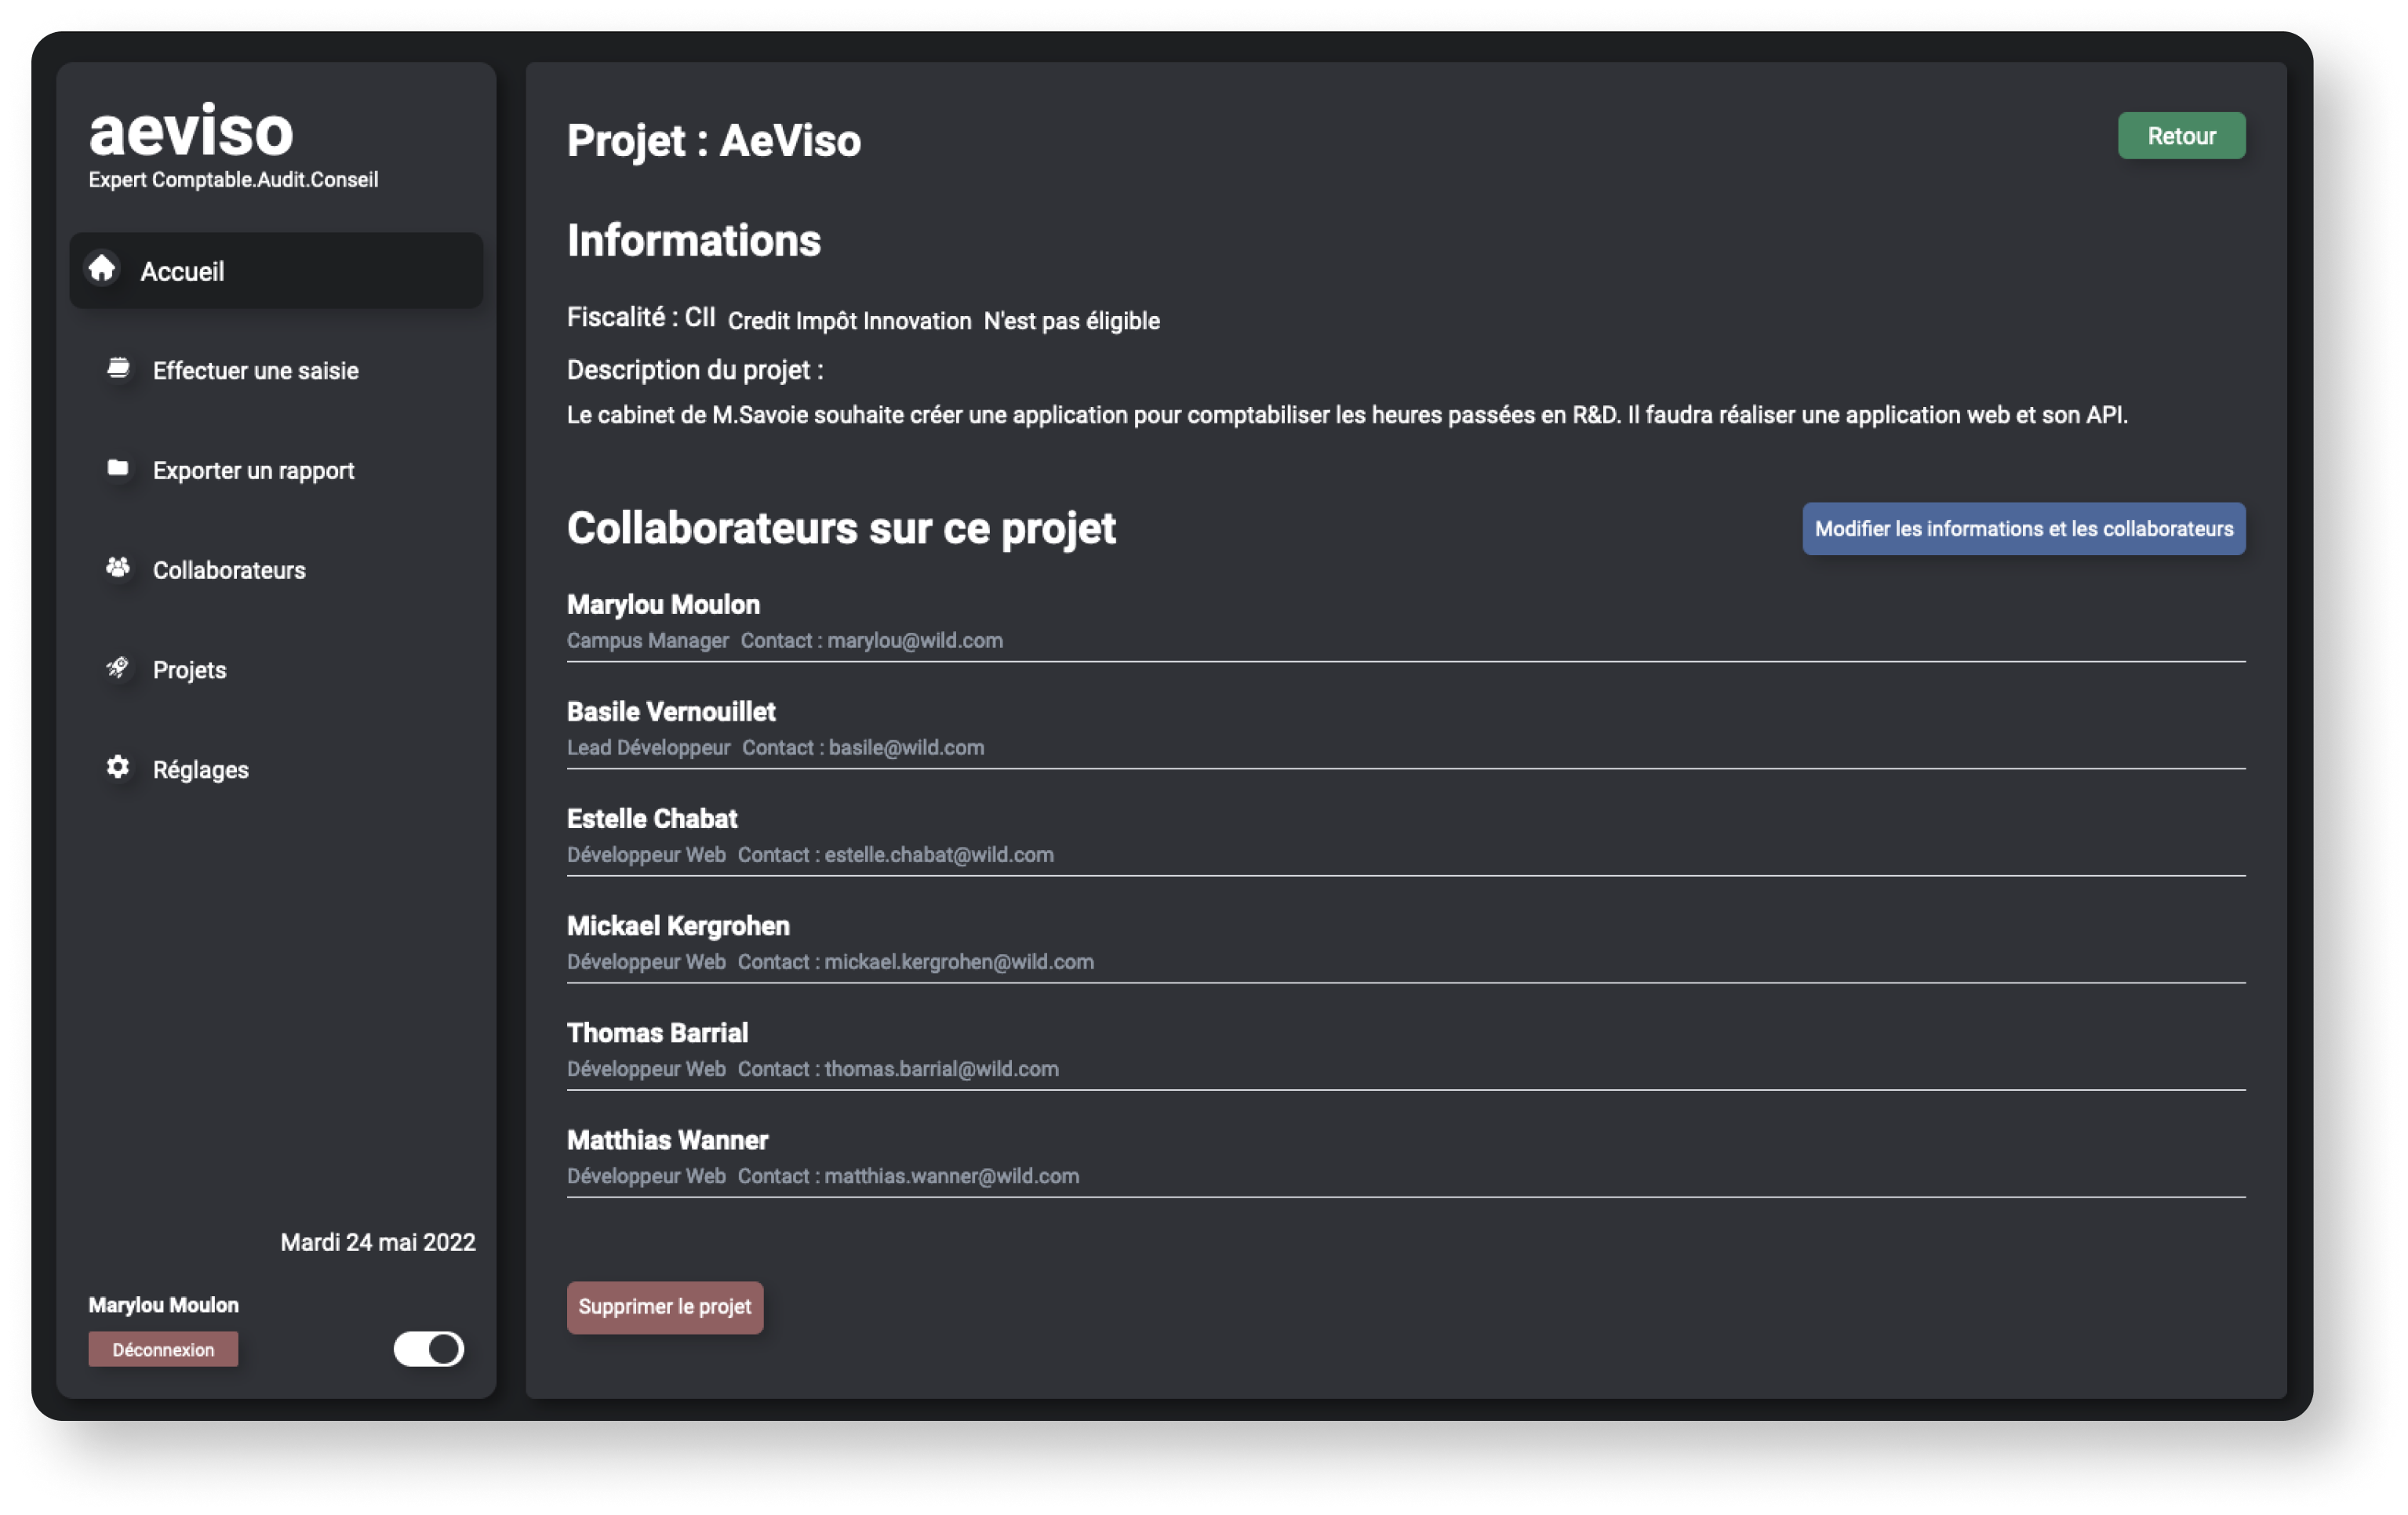 aeviso
Expert Comptable.Audit.Conseil
Accueil
Effectuer une saisie
Exporter un rapport
Collaborateurs
Projets
Réglages
Mardi 24 mai 2022
Marylou Moulon
Déconnexion
Projet : AeViso
Retour
Informations
Fiscalité : CII Credit Impôt Innovation N'est pas éligible
Description du projet :
Le cabinet de M.Savoie souhaite créer une application pour comptabiliser les heures passées en R&D. Il faudra réaliser une application web et son API.
Collaborateurs sur ce projet
Modifier les informations et les collaborateurs
Marylou Moulon
Campus Manager Contact : marylou@wild.com
Basile Vernouillet
Lead Développeur Contact : basile@wild.com
Estelle Chabat
Développeur Web Contact : estelle.chabat@wild.com
Mickael Kergrohen
Développeur Web Contact : mickael.kergrohen@wild.com
Thomas Barrial
Développeur Web Contact : thomas.barrial@wild.com
Matthias Wanner
Développeur Web Contact : matthias.wanner@wild.com
Supprimer le projet